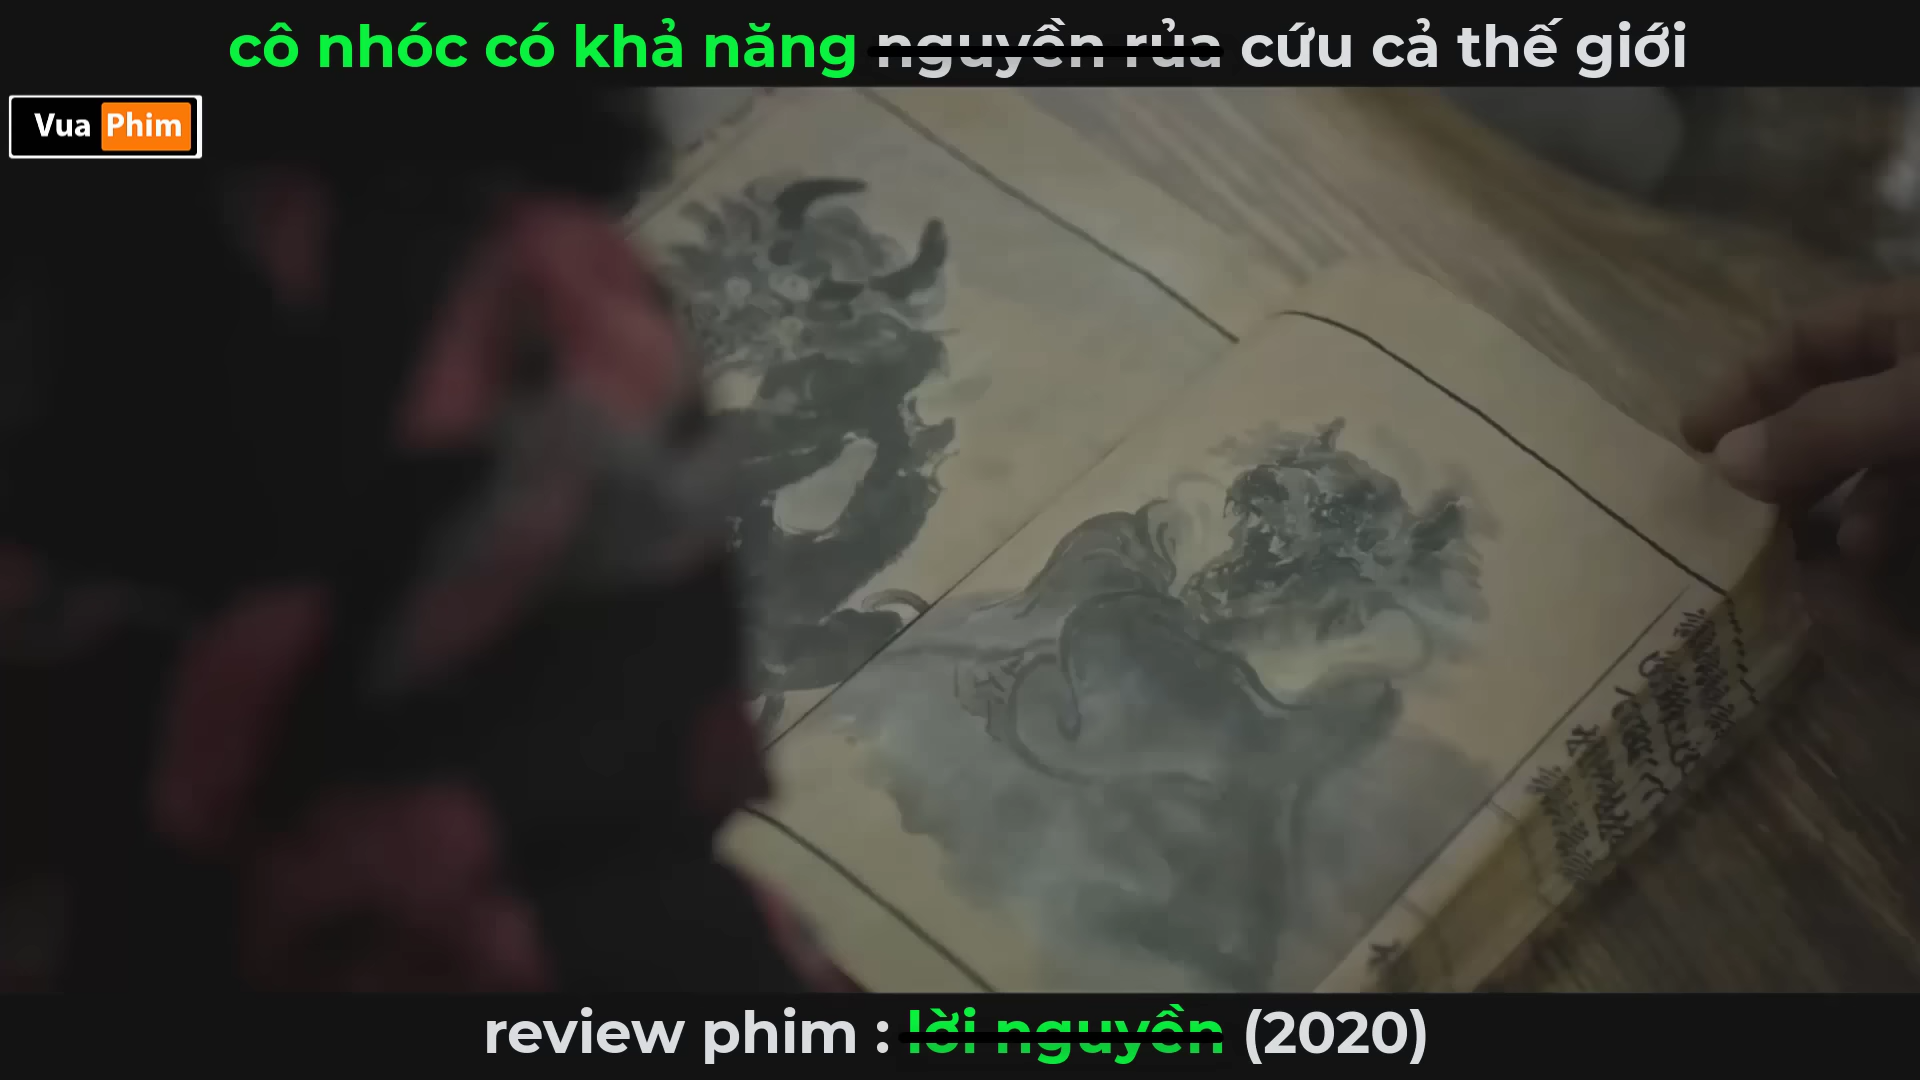 cô nhóc có khả năng nguyền rủa cứu cả thế giới
Vua Phim
review phim : lời nguyền (2020)